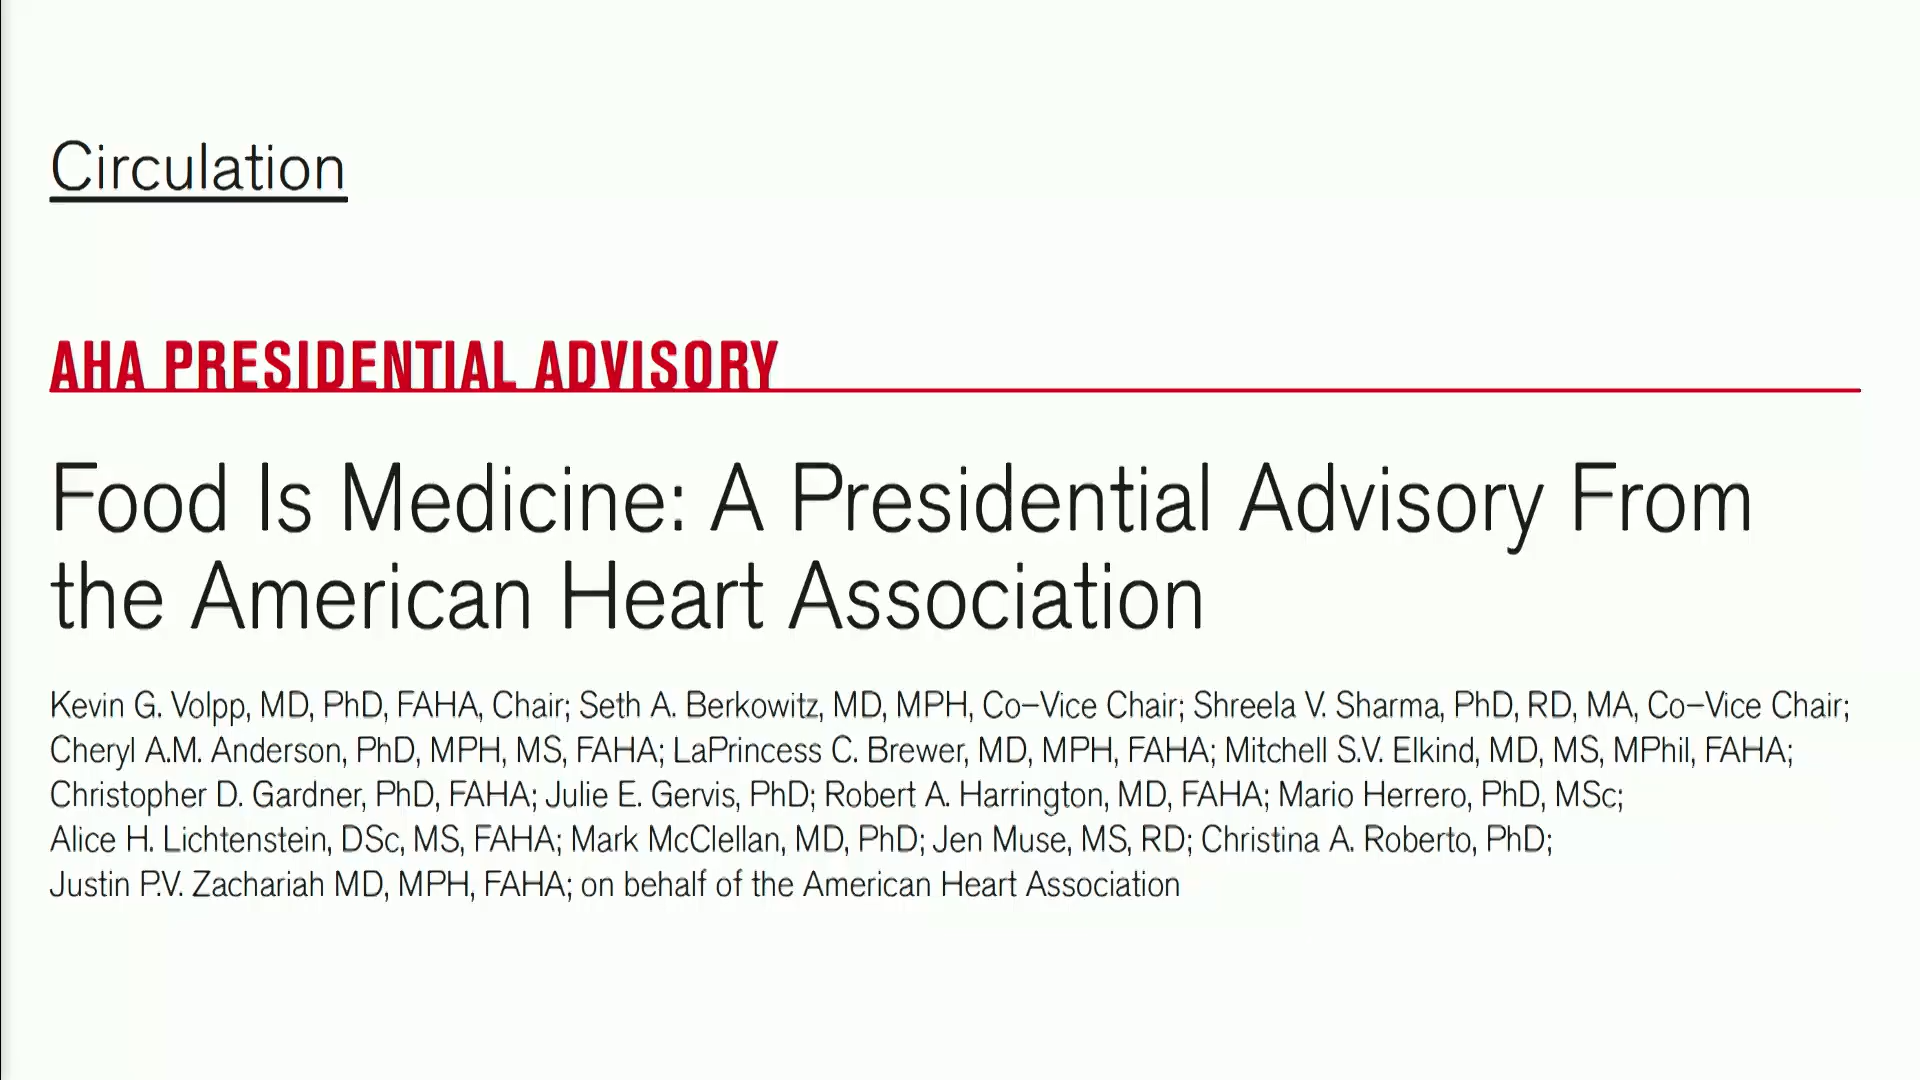 Circulation
AHA PRESIDENTIAL ADVISORY
Food Is Medicine: A Presidential Advisory From
the American Heart Association
Kevin G. Volpp, MD, PhD, FAHA, Chair; Seth A. Berkowitz, MD, MPH, Co–Vice Chair; Shreela V. Sharma, PhD, RD, MA, Co–Vice Chair;
Cheryl A.M. Anderson, PhD, MPH, MS, FAHA; LaPrincess C. Brewer, MD, MPH, FAHA; Mitchell S.V. Elkind, MD, MS, MPhil, FAHA;
Christopher D. Gardner, PhD, FAHA; Julie E. Gervis, PhD; Robert A. Harrington, MD, FAHA; Mario Herrero, PhD, MSc;
Alice H. Lichtenstein, DSc, MS, FAHA; Mark McClellan, MD, PhD; Jen Muse, MS, RD; Christina A. Roberto, PhD;
Justin P.V. Zachariah MD, MPH, FAHA; on behalf of the American Heart Association